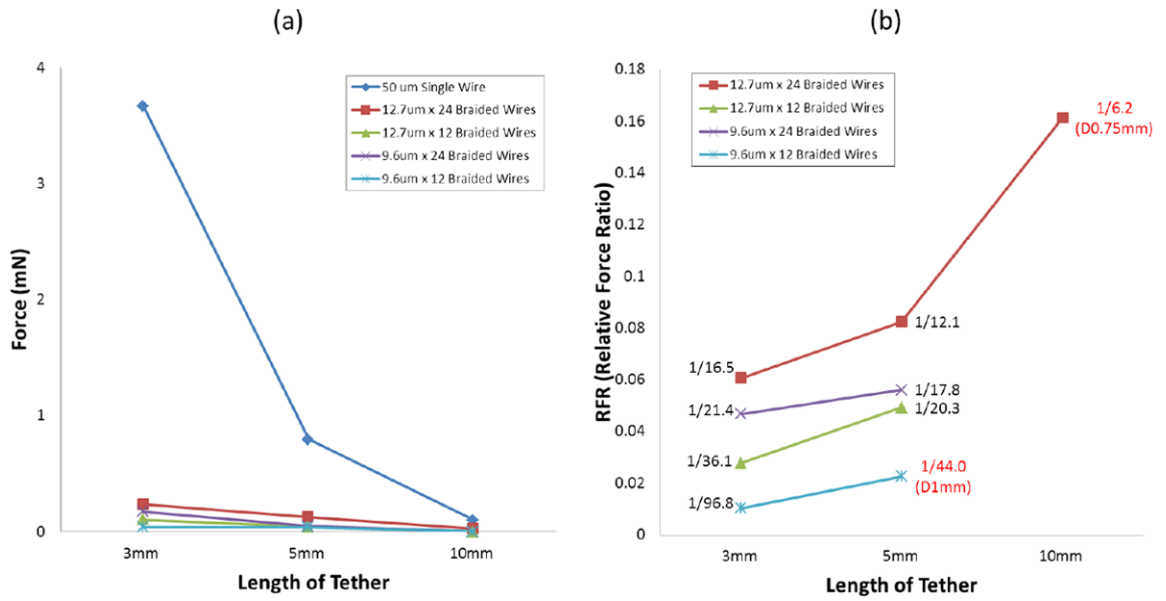 (a)
4
3
2
1
0
Force (mN)
50 um Single Wire
12.7um x 24 Braided Wires
12.7um x 12 Braided Wires
9.6um x 24 Braided Wires
9.6um x 12 Braided Wires
3mm
5mm
10mm
Length of Tether
(b)
0.18
0.16
0.14
0.12
0.1
0.08
0.06
0.04
0.02
0
RFR (Relative Force Ratio)
12.7um x 24 Braided Wires
12.7um x 12 Braided Wires
9.6um x 24 Braided Wires
9.6um x 12 Braided Wires
1/6.2
(D0.75mm)
1/12.1
1/16.5
1/17.8
1/21.4
1/20.3
1/36.1
1/44.0
(D1mm)
1/96.8
3mm
5mm
10mm
Length of Tether